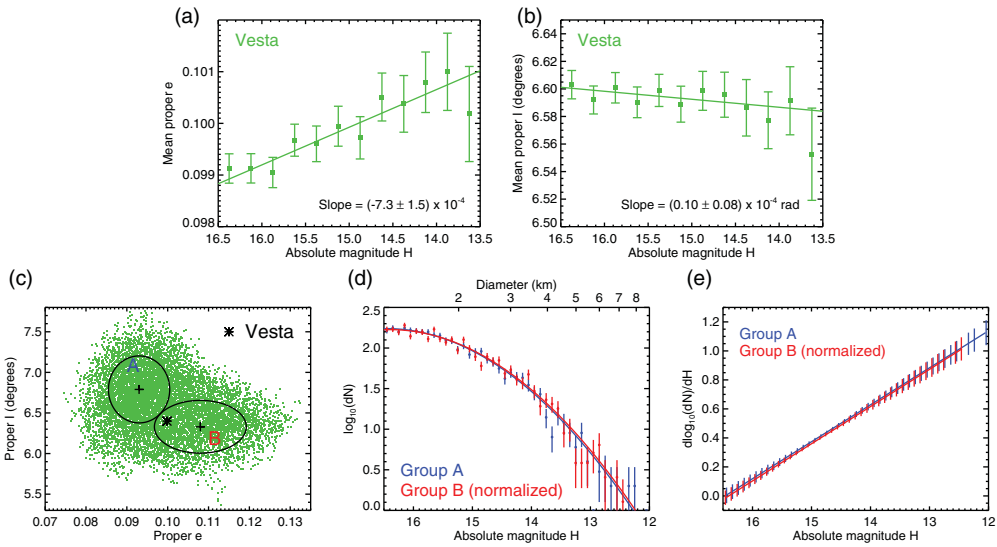 (a)
Vesta
Mean proper e
0.101
0.100
0.099
0.098
Slope = (-7.3 ± 1.5) x 10⁻⁴
16.5 16.0 15.5 15.0 14.5 14.0 13.5
Absolute magnitude H
(b)
Vesta
Mean proper I (degrees)
6.64
6.62
6.60
6.58
6.56
6.54
6.52
6.50
Slope = (0.10 ± 0.08) x 10⁻⁴ rad
16.5 16.0 15.5 15.0 14.5 14.0 13.5
Absolute magnitude H
(c)
Proper I (degrees)
7.5
7.0
6.5
6.0
5.5
Vesta
A
B
0.07 0.08 0.09 0.10 0.11 0.12 0.13
Proper e
(d)
Diameter (km)
2 3 4 5 6 7 8
log₁₀(dN)
2.5
2.0
1.5
1.0
0.5
0.0
Group A
Group B (normalized)
16 15 14 13 12
Absolute magnitude H
(e)
dlog₁₀(dN)/dH
1.2
1.0
0.8
0.6
0.4
0.2
0.0
Group A
Group B (normalized)
16 15 14 13 12
Absolute magnitude H